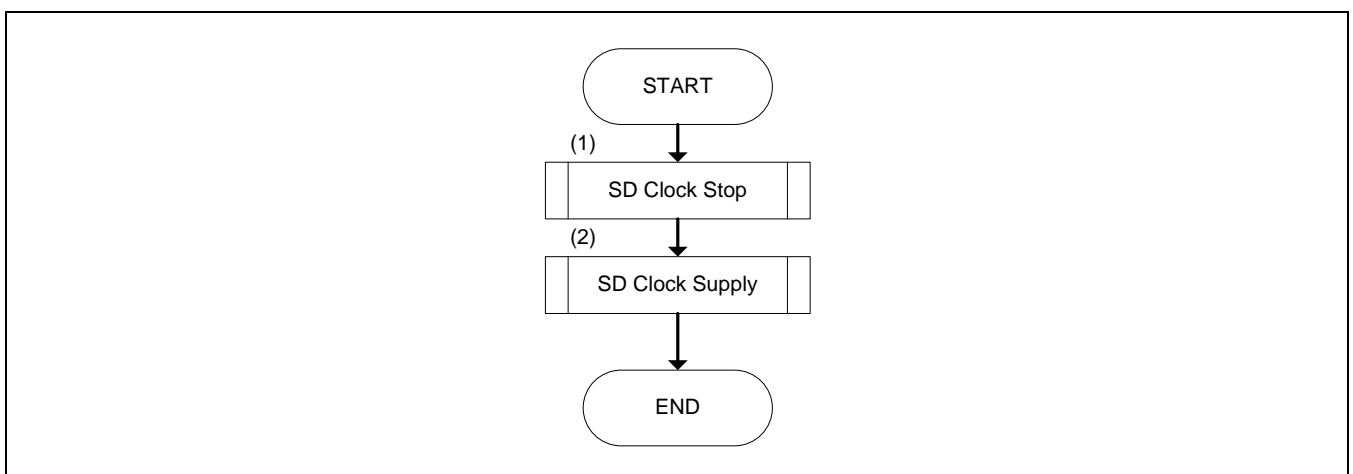 START
(1)
SD Clock Stop
(2)
SD Clock Supply
END